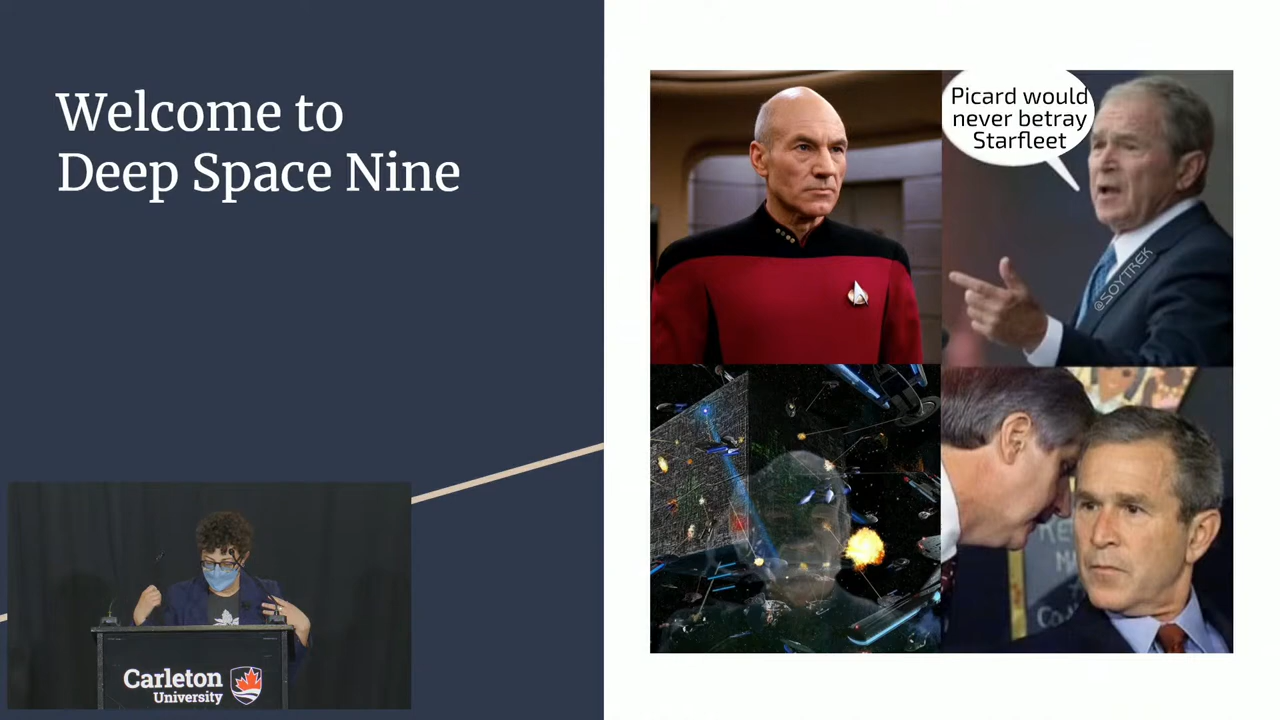 Welcome to
Deep Space Nine
Picard would
never betray
Starfleet
@SOYTREK
Carleton
University